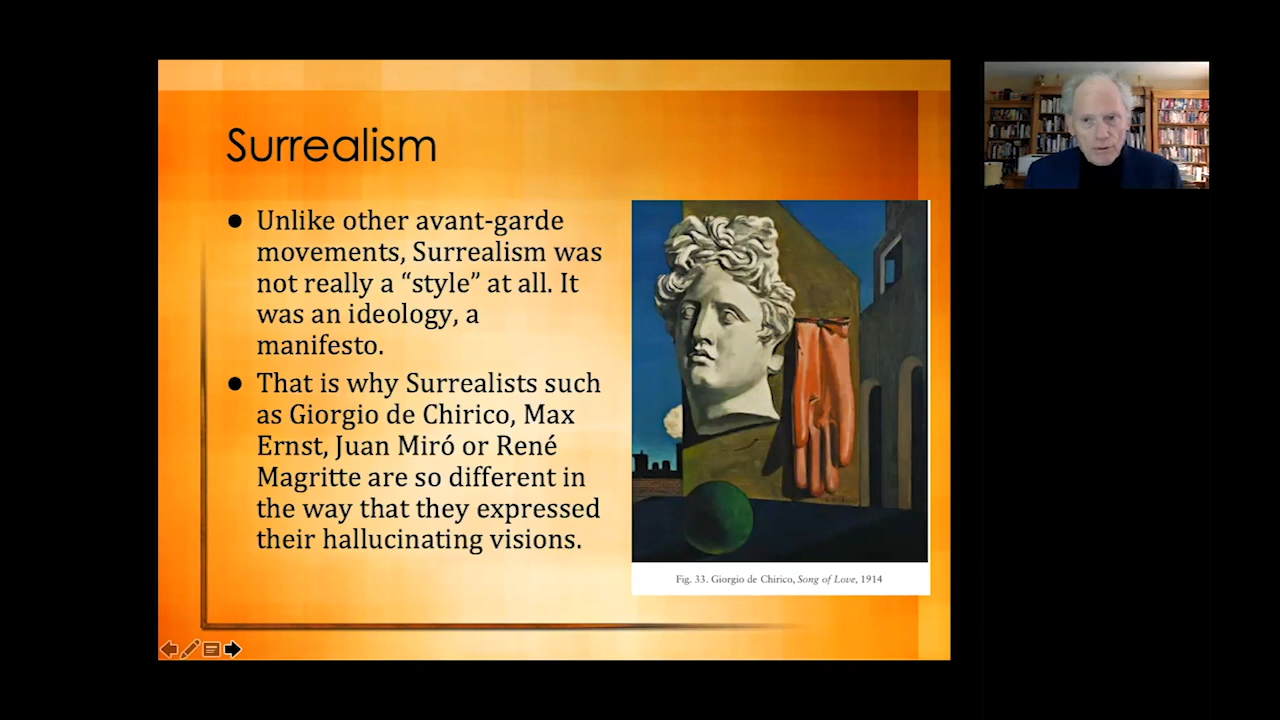 Surrealism
● Unlike other avant-garde
movements, Surrealism was
not really a “style” at all. It
was an ideology, a
manifesto.
● That is why Surrealists such
as Giorgio de Chirico, Max
Ernst, Juan Miró or René
Magritte are so different in
the way that they expressed
their hallucinating visions.
Fig. 33. Giorgio de Chirico, Song of Love, 1914